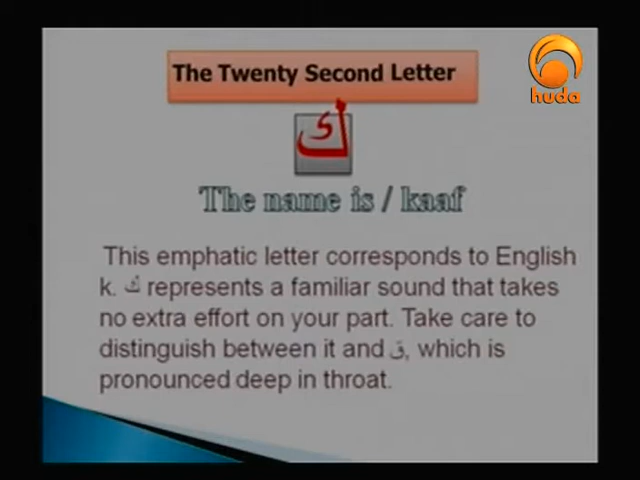 The Twenty Second Letter
huda
ك
The name is / kaaf
This emphatic letter corresponds to English
k. ك represents a familiar sound that takes
no extra effort on your part. Take care to
distinguish between it and ق, which is
pronounced deep in throat.